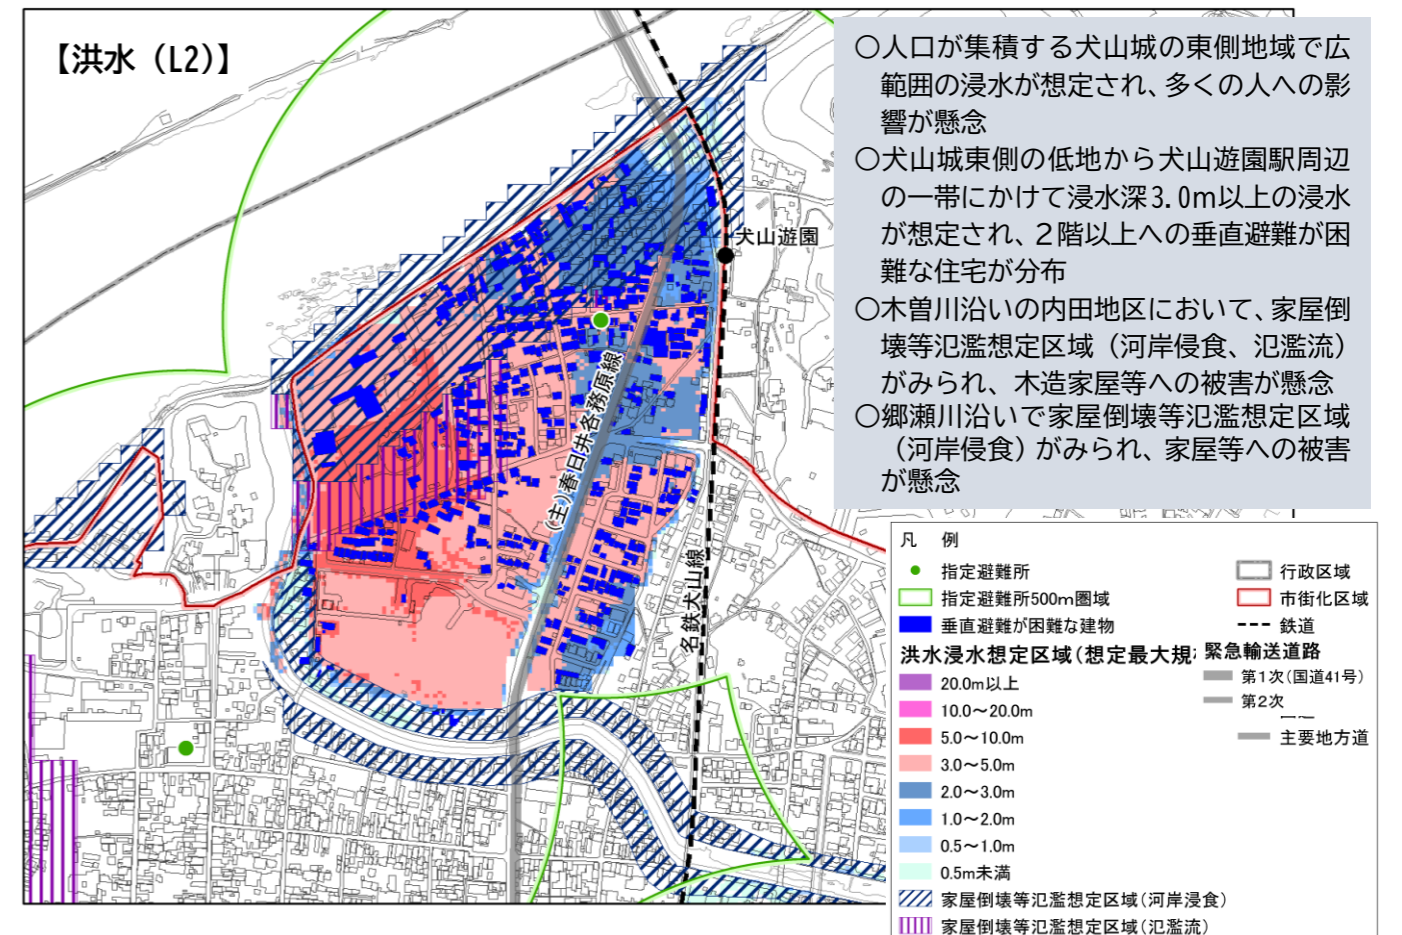 【洪水（L2）】
〇人口が集積する犬山城の東側地域で広
範囲の浸水が想定され、多くの人への影
響が懸念
〇犬山城東側の低地から犬山遊園駅周辺
の一帯にかけて浸水深3.0m以上の浸水
が想定され、２階以上への垂直避難が困
難な住宅が分布
〇木曽川沿いの内田地区において、家屋倒
壊等氾濫想定区域（河岸侵食、氾濫流）
がみられ、木造家屋等への被害が懸念
〇郷瀬川沿いで家屋倒壊等氾濫想定区域
（河岸侵食）がみられ、家屋等への被害
が懸念
犬山遊園
(主)春日井各務原線
名鉄犬山線
凡　例
指定避難所
指定避難所500m圏域
垂直避難が困難な建物
洪水浸水想定区域(想定最大規
20.0m以上
10.0～20.0m
5.0～10.0m
3.0～5.0m
2.0～3.0m
1.0～2.0m
0.5～1.0m
0.5m未満
家屋倒壊等氾濫想定区域(河岸浸食)
家屋倒壊等氾濫想定区域(氾濫流)
行政区域
市街化区域
鉄道
緊急輸送道路
第1次(国道41号)
第2次
主要地方道